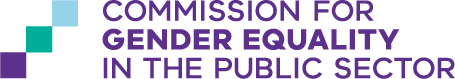 COMMISSION FOR
GENDER EQUALITY
IN THE PUBLIC SECTOR